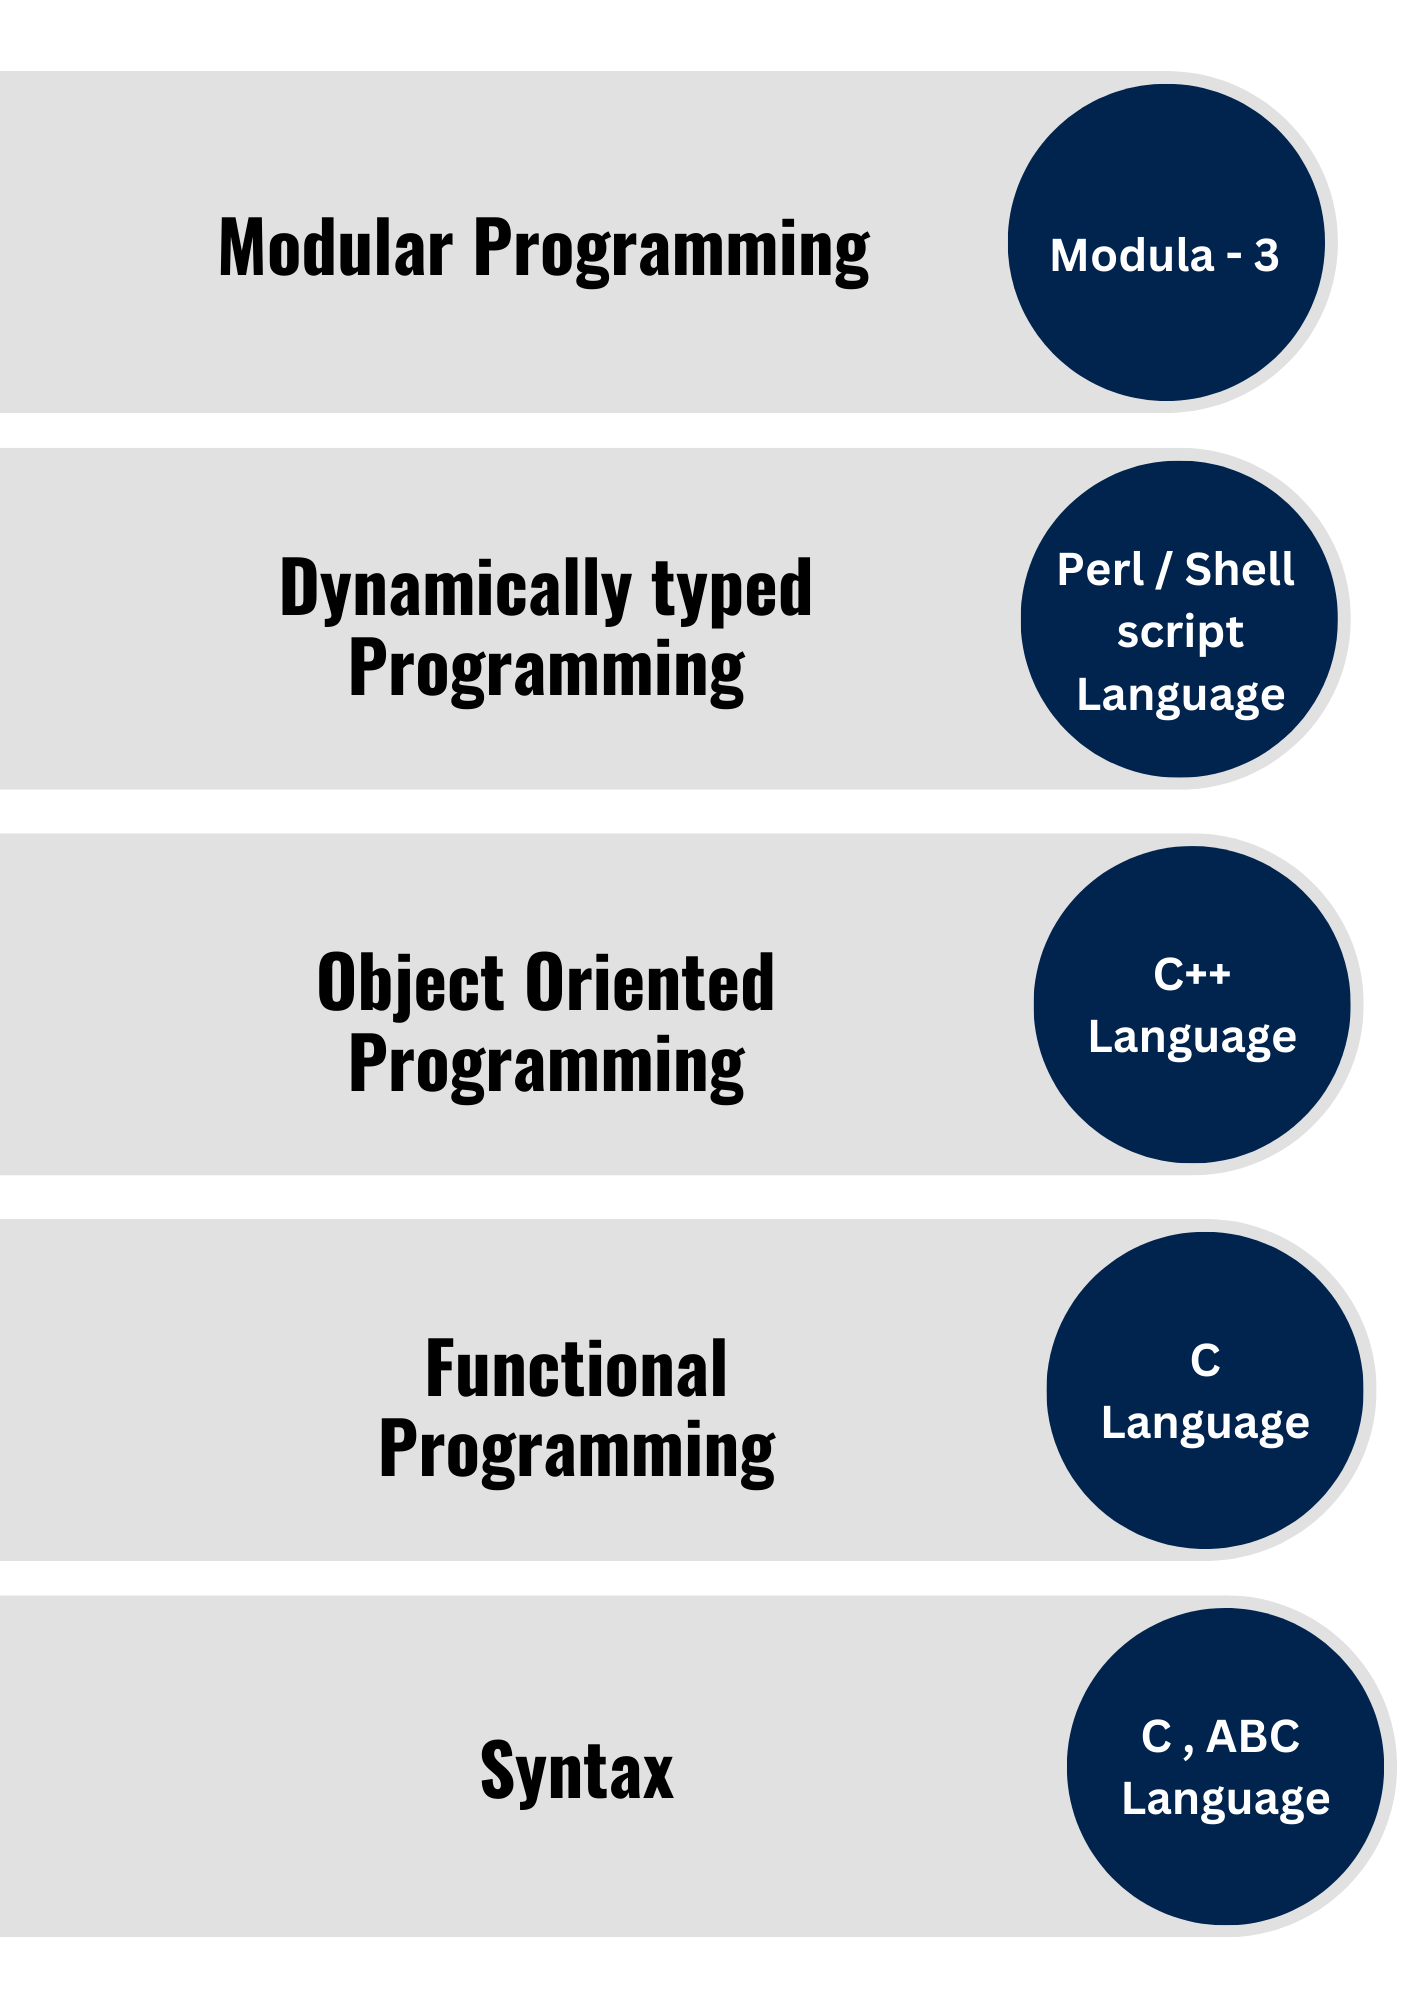 Modular Programming
Modula - 3
Dynamically typed
Programming
Perl / Shell
script
Language
Object Oriented
Programming
C++
Language
Functional
Programming
C
Language
Syntax
C , ABC
Language